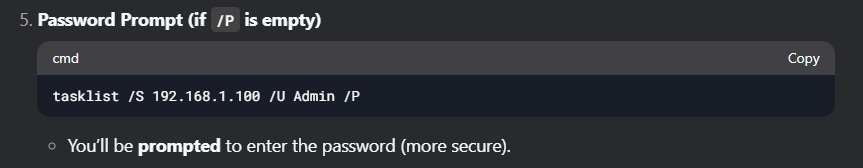 5. Password Prompt (if /P is empty)
cmd Copy
tasklist /S 192.168.1.100 /U Admin /P
You’ll be prompted to enter the password (more secure).